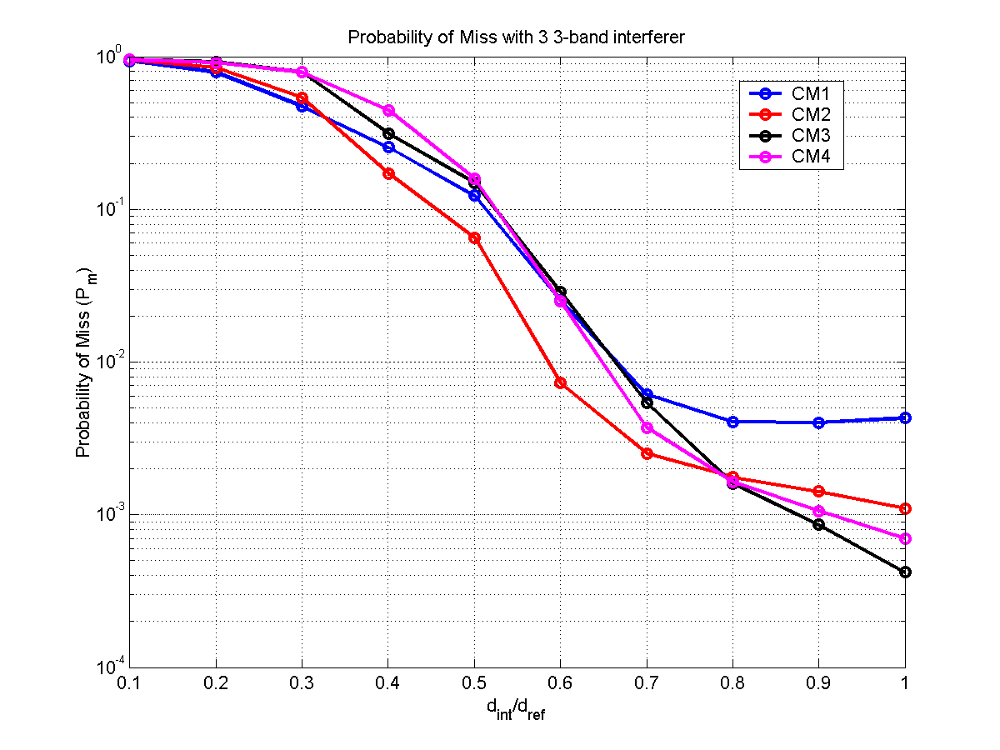 Probability of Miss with 3 3-band interferer
10^0
10^-1
10^-2
10^-3
10^-4
Probability of Miss (P_m)
CM1
CM2
CM3
CM4
0.1 0.2 0.3 0.4 0.5 0.6 0.7 0.8 0.9 1
d_int/d_ref